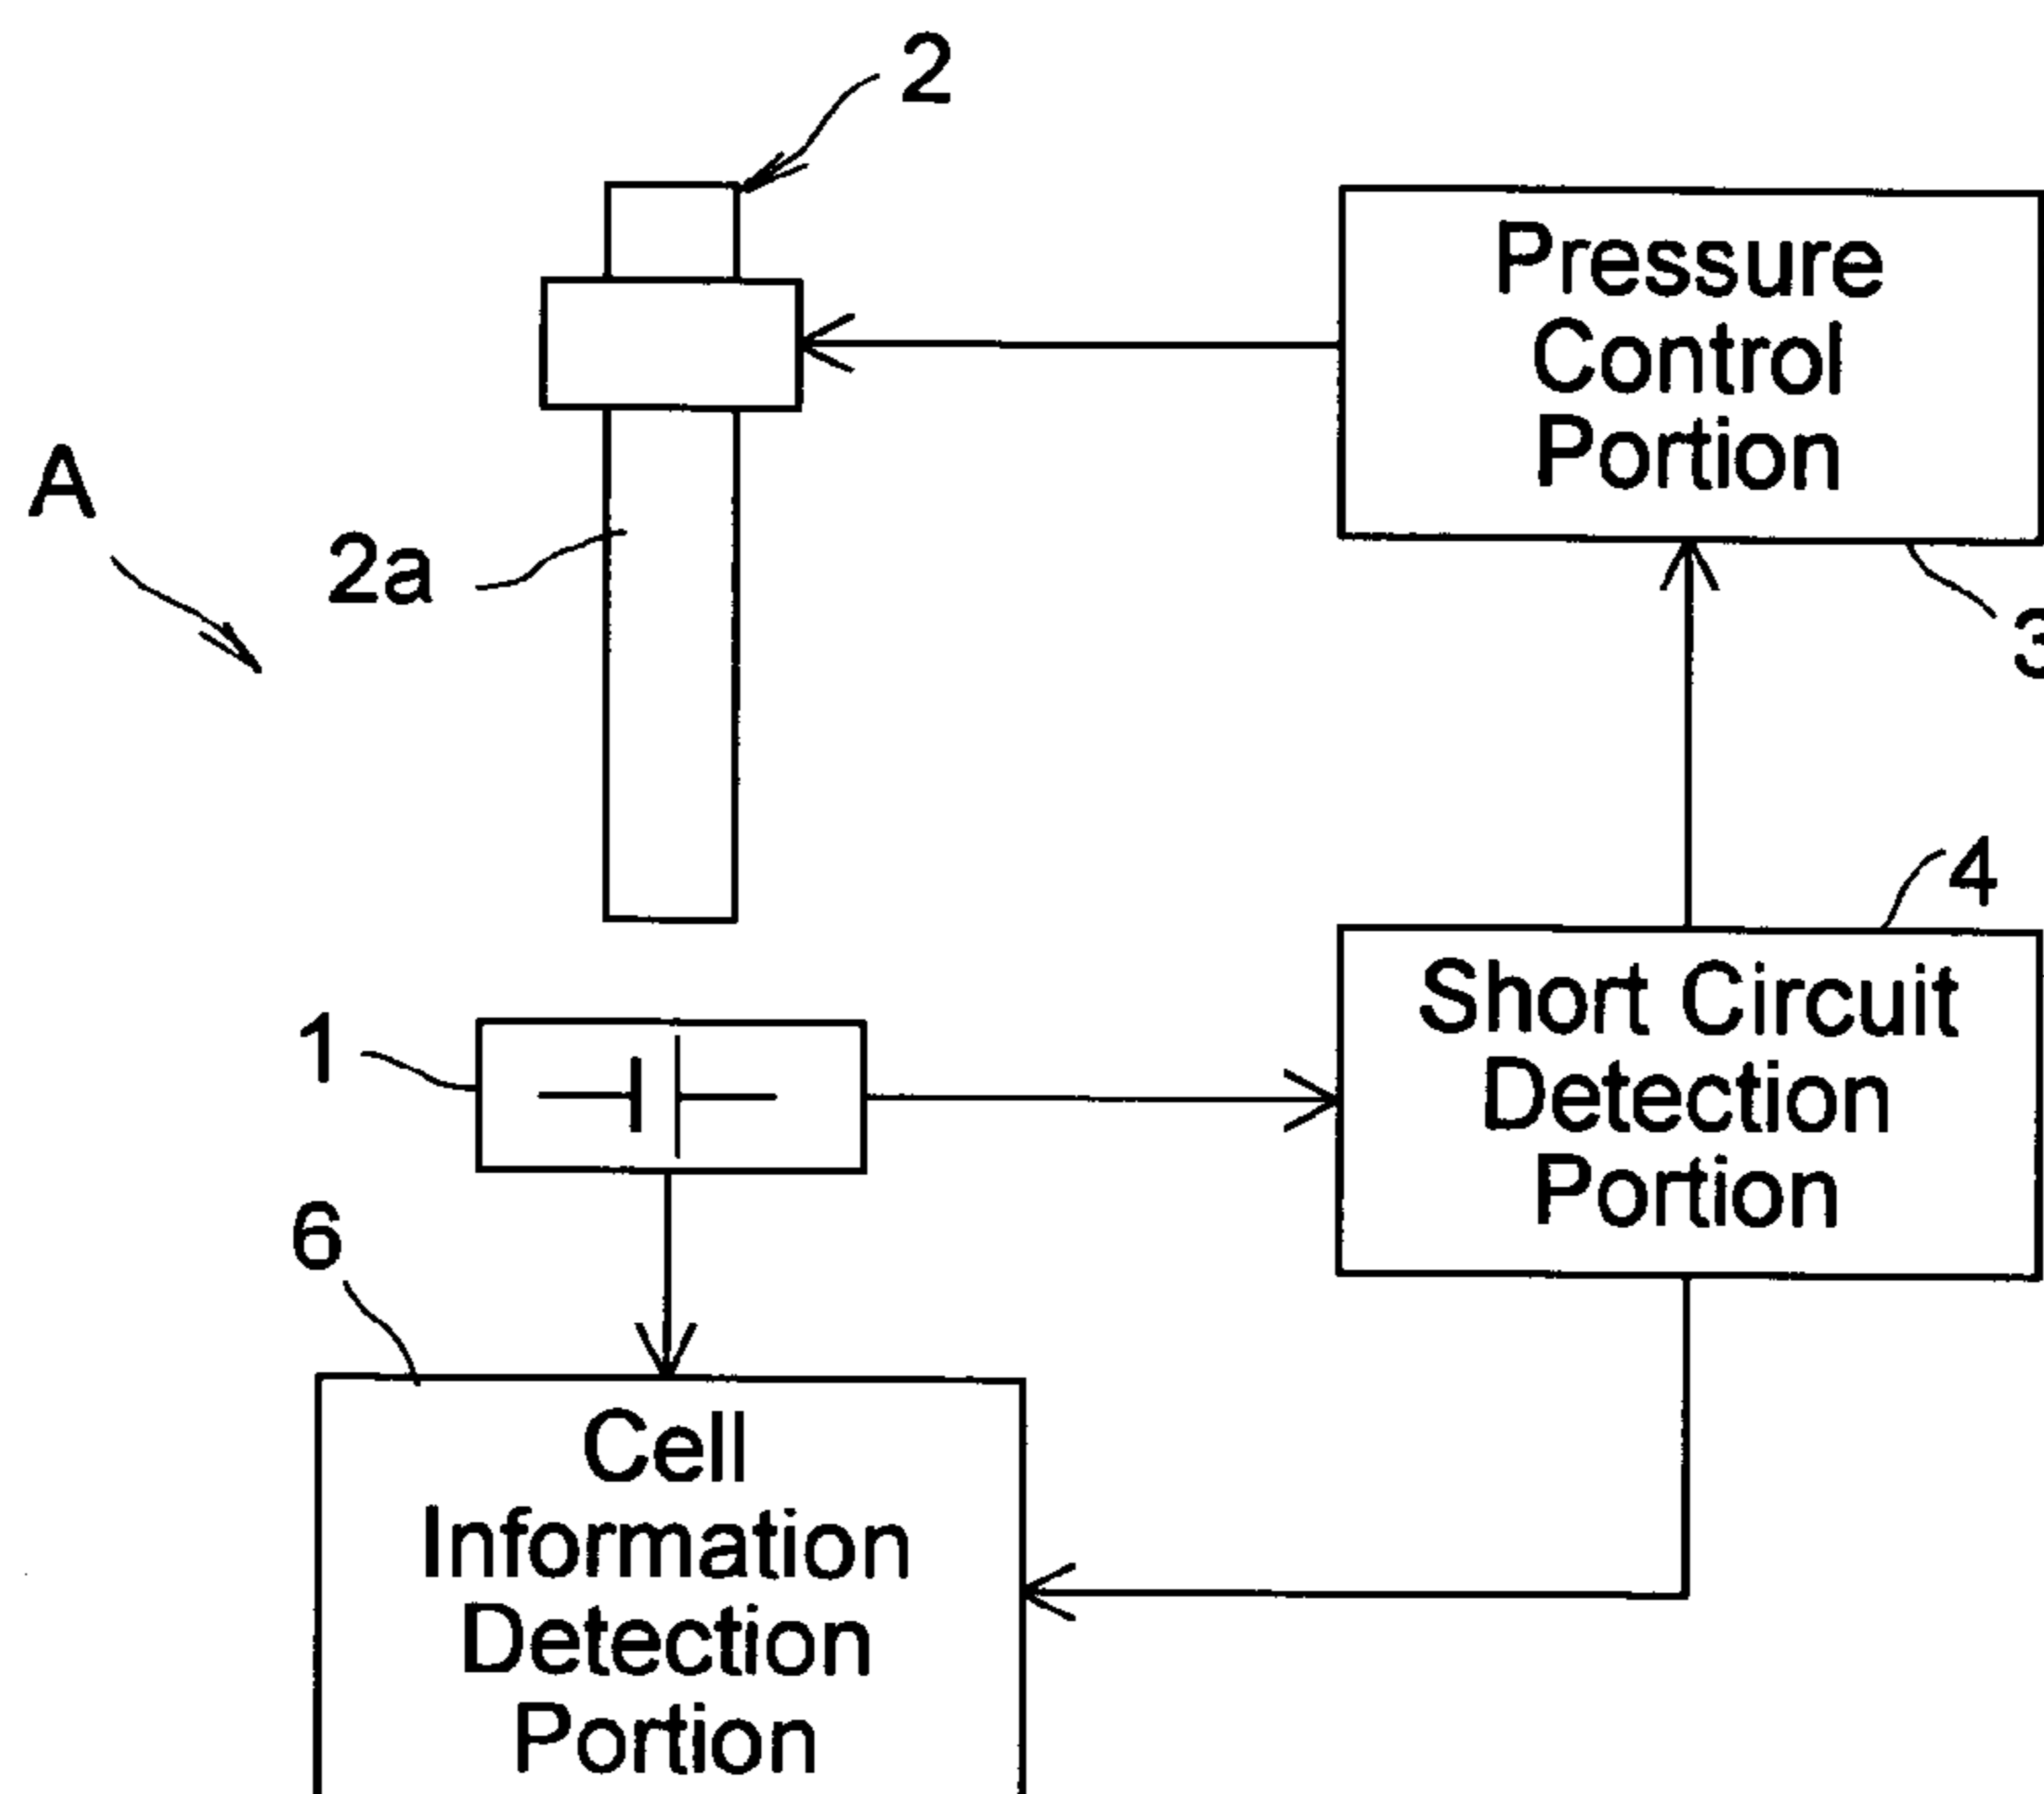 2
Pressure
Control
Portion
A
2a
3
4
Short Circuit
Detection
Portion
1
6
Cell
Information
Detection
Portion